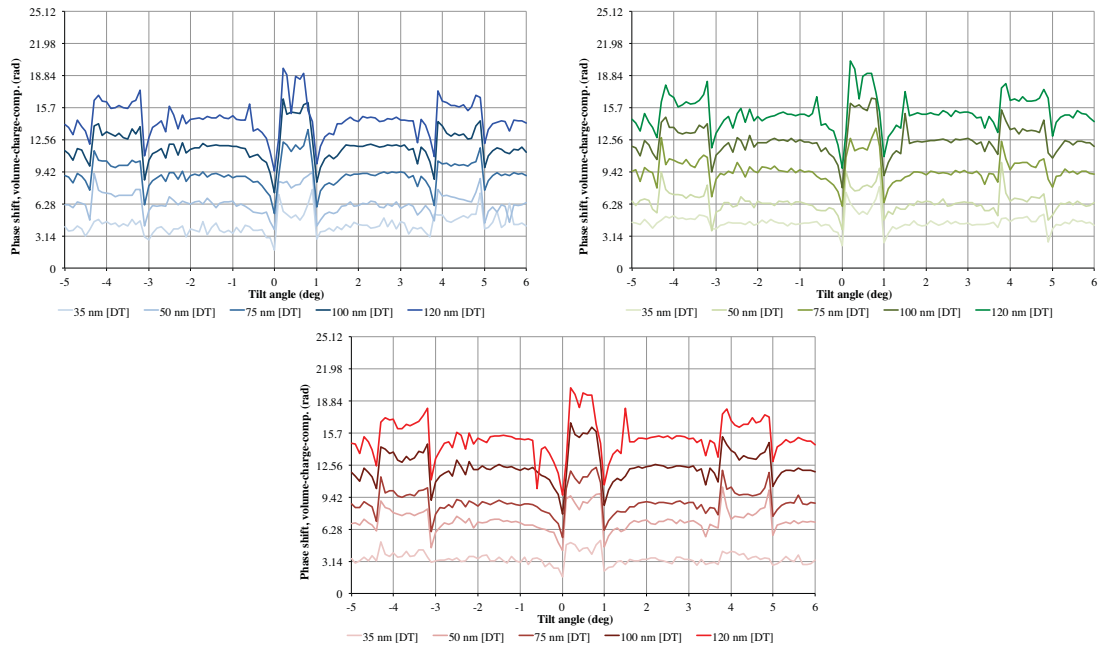 Phase shift, volume-charge-comp. (rad)
25.12
21.98
18.84
15.7
12.56
9.42
6.28
3.14
0
-5 -4 -3 -2 -1 0 1 2 3 4 5 6
Tilt angle (deg)
35 nm [DT] 50 nm [DT] 75 nm [DT] 100 nm [DT] 120 nm [DT]
Phase shift, volume-charge-comp. (rad)
25.12
21.98
18.84
15.7
12.56
9.42
6.28
3.14
0
-5 -4 -3 -2 -1 0 1 2 3 4 5 6
Tilt angle (deg)
35 nm [DT] 50 nm [DT] 75 nm [DT] 100 nm [DT] 120 nm [DT]
Phase shift, volume-charge-comp. (rad)
25.12
21.98
18.84
15.7
12.56
9.42
6.28
3.14
0
-5 -4 -3 -2 -1 0 1 2 3 4 5 6
Tilt angle (deg)
35 nm [DT] 50 nm [DT] 75 nm [DT] 100 nm [DT] 120 nm [DT]